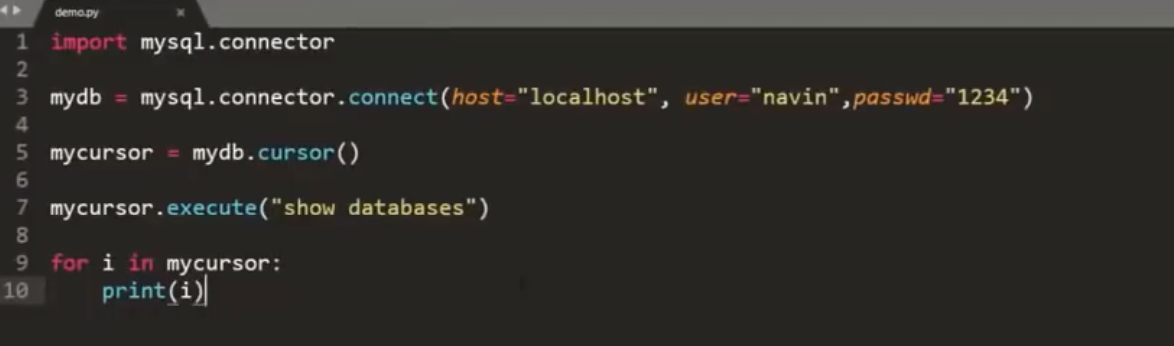 demo.py
1 import mysql.connector
2
3 mydb = mysql.connector.connect(host="localhost", user="navin",passwd="1234")
4
5 mycursor = mydb.cursor()
6
7 mycursor.execute("show databases")
8
9 for i in mycursor:
10     print(i)